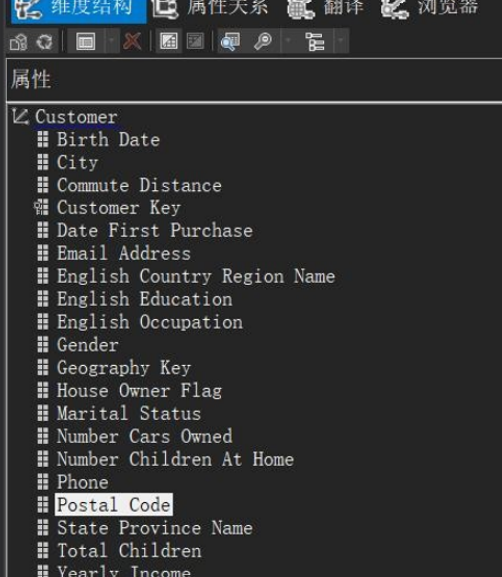 维度结构 属性关系 翻译 浏览器
属性
Customer
Birth Date
City
Commute Distance
Customer Key
Date First Purchase
Email Address
English Country Region Name
English Education
English Occupation
Gender
Geography Key
House Owner Flag
Marital Status
Number Cars Owned
Number Children At Home
Phone
Postal Code
State Province Name
Total Children
Yearly Income